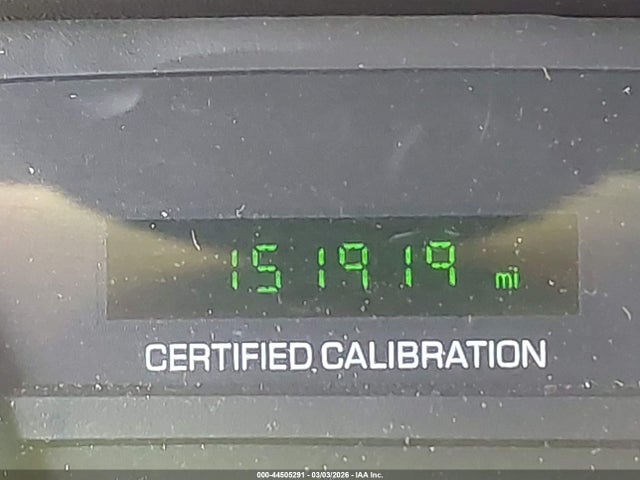 151919 mi
CERTIFIED CALIBRATION
000-44505291 - 03/03/2026 - IAA Inc.